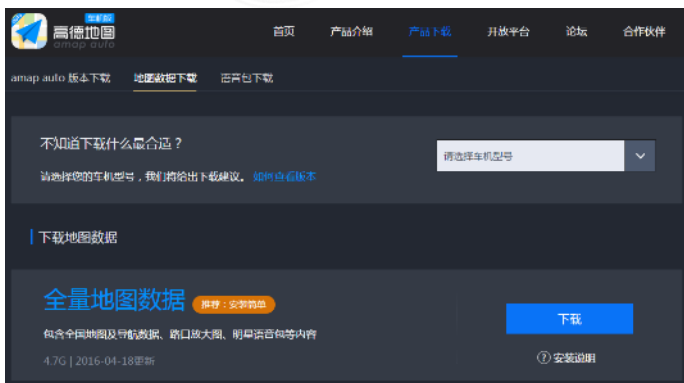 车机版
高德地图
amap auto
首页 产品介绍 产品下载 开放平台 论坛 合作伙伴
amap auto 版本下载 地图数据下载 语音包下载
不知道下载什么最合适？
请选择您的车机型号，我们将给出下载建议。 如何查看版本
请选择车机型号
下载地图数据
全量地图数据 推荐：安装简单
包含全国地图及导航数据、路口放大图、明星语音包等内容
下载
4.7G | 2016-04-18更新
? 安装说明